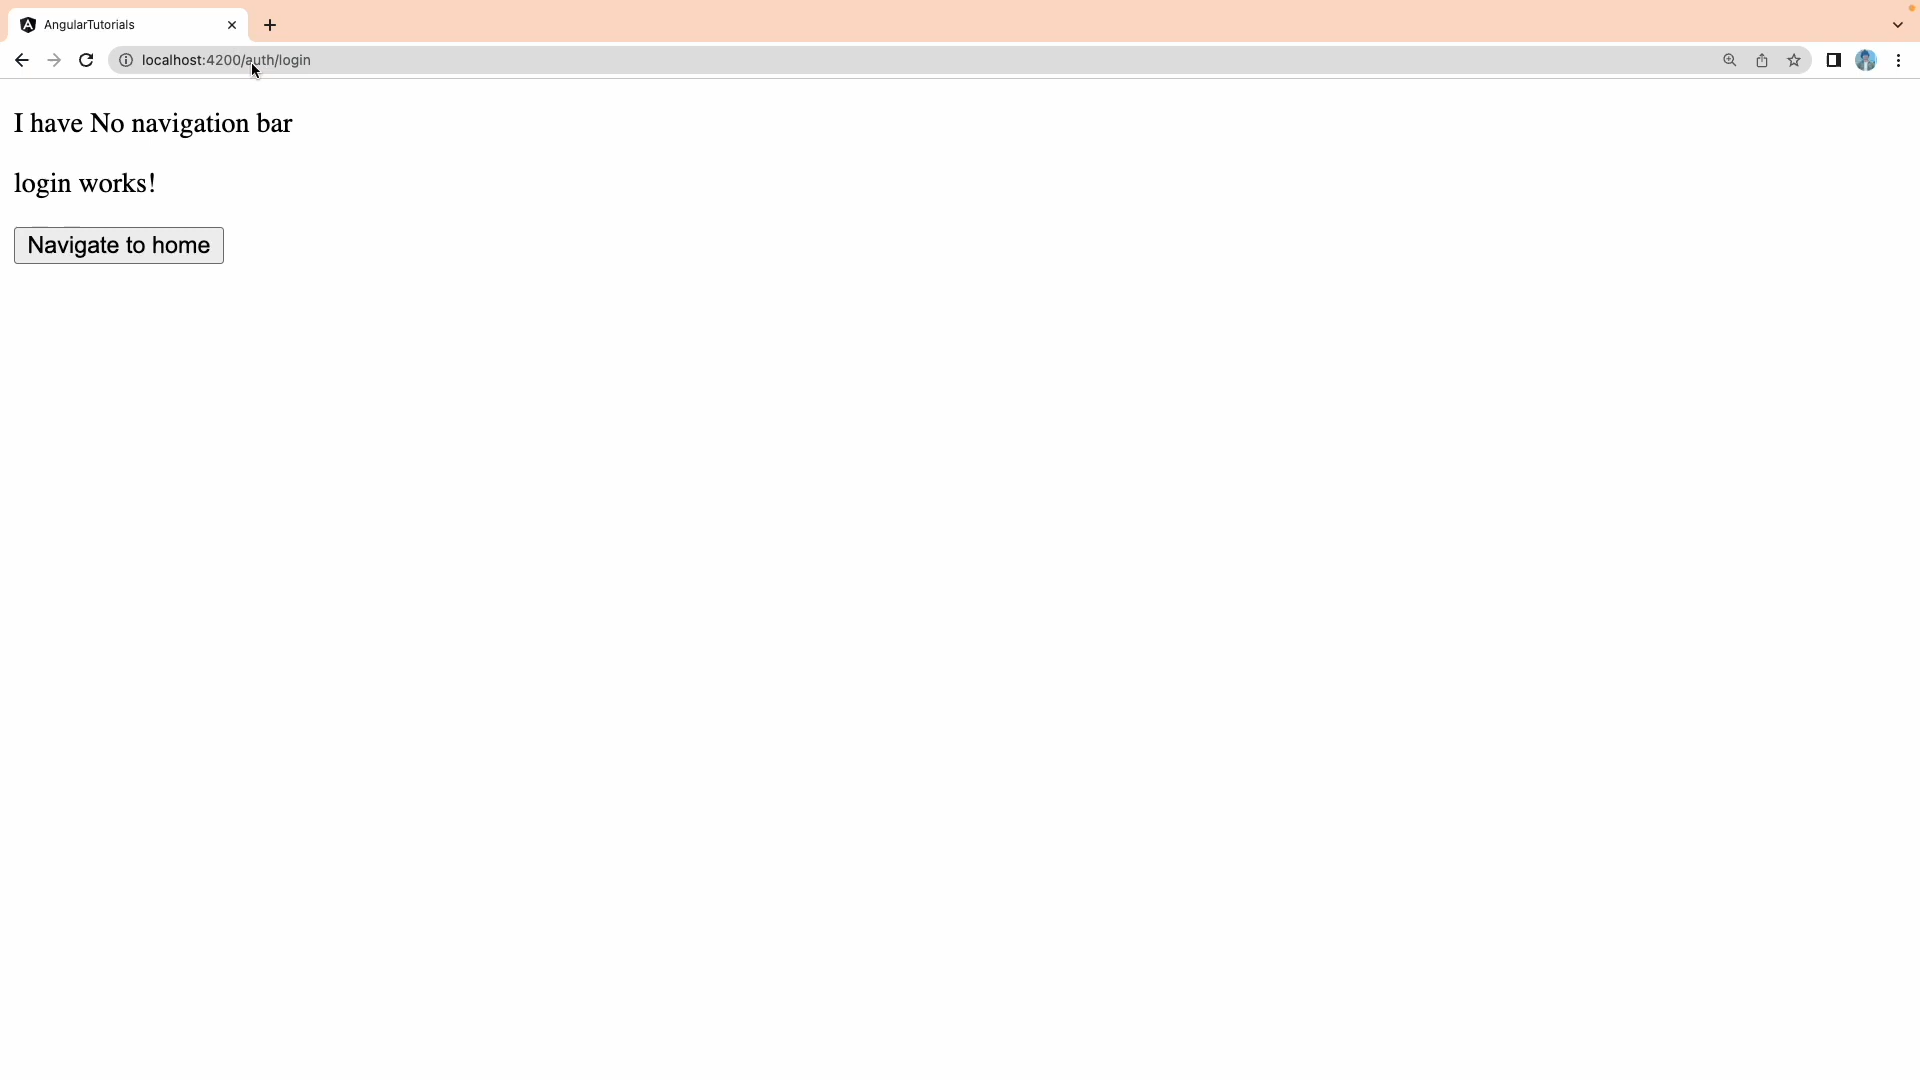 AngularTutorials
localhost:4200/auth/login
I have No navigation bar
login works!
Navigate to home